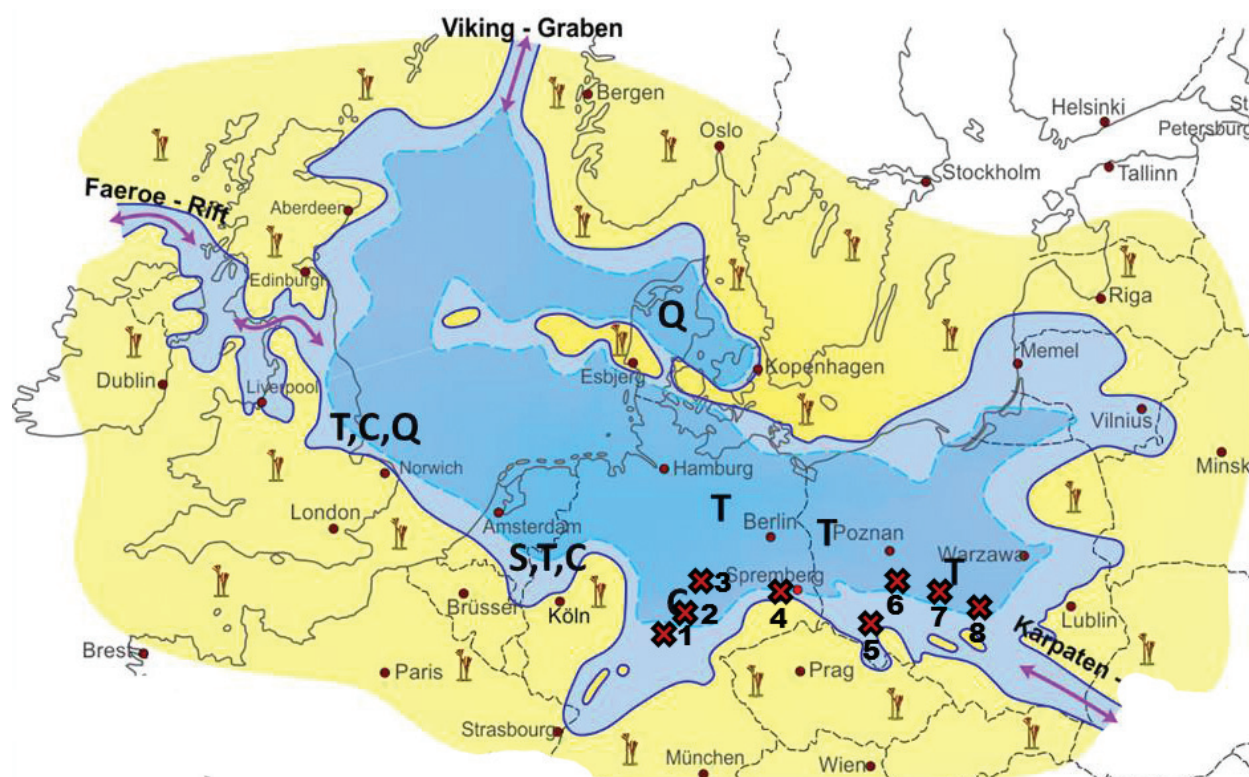 Viking - Graben
Bergen
Helsinki
St
Oslo
Petersburg
Stockholm
Tallinn
Faeroe - Rift
Aberdeen
Edinburgh
Riga
Q
Memel
Dublin
Liverpool
Esbjerg
Kopenhagen
Vilnius
T,C,Q
Norwich
Hamburg
Minsk
London
Amsterdam
T
Berlin
T
Poznan
Warzawa
S,T,C
T
3
Spremberg
6
Brüssel
Köln
C
2
4
7
8
Lublin
1
5
Karpaten -
Brest
Paris
Prag
Strasbourg
München
Wien